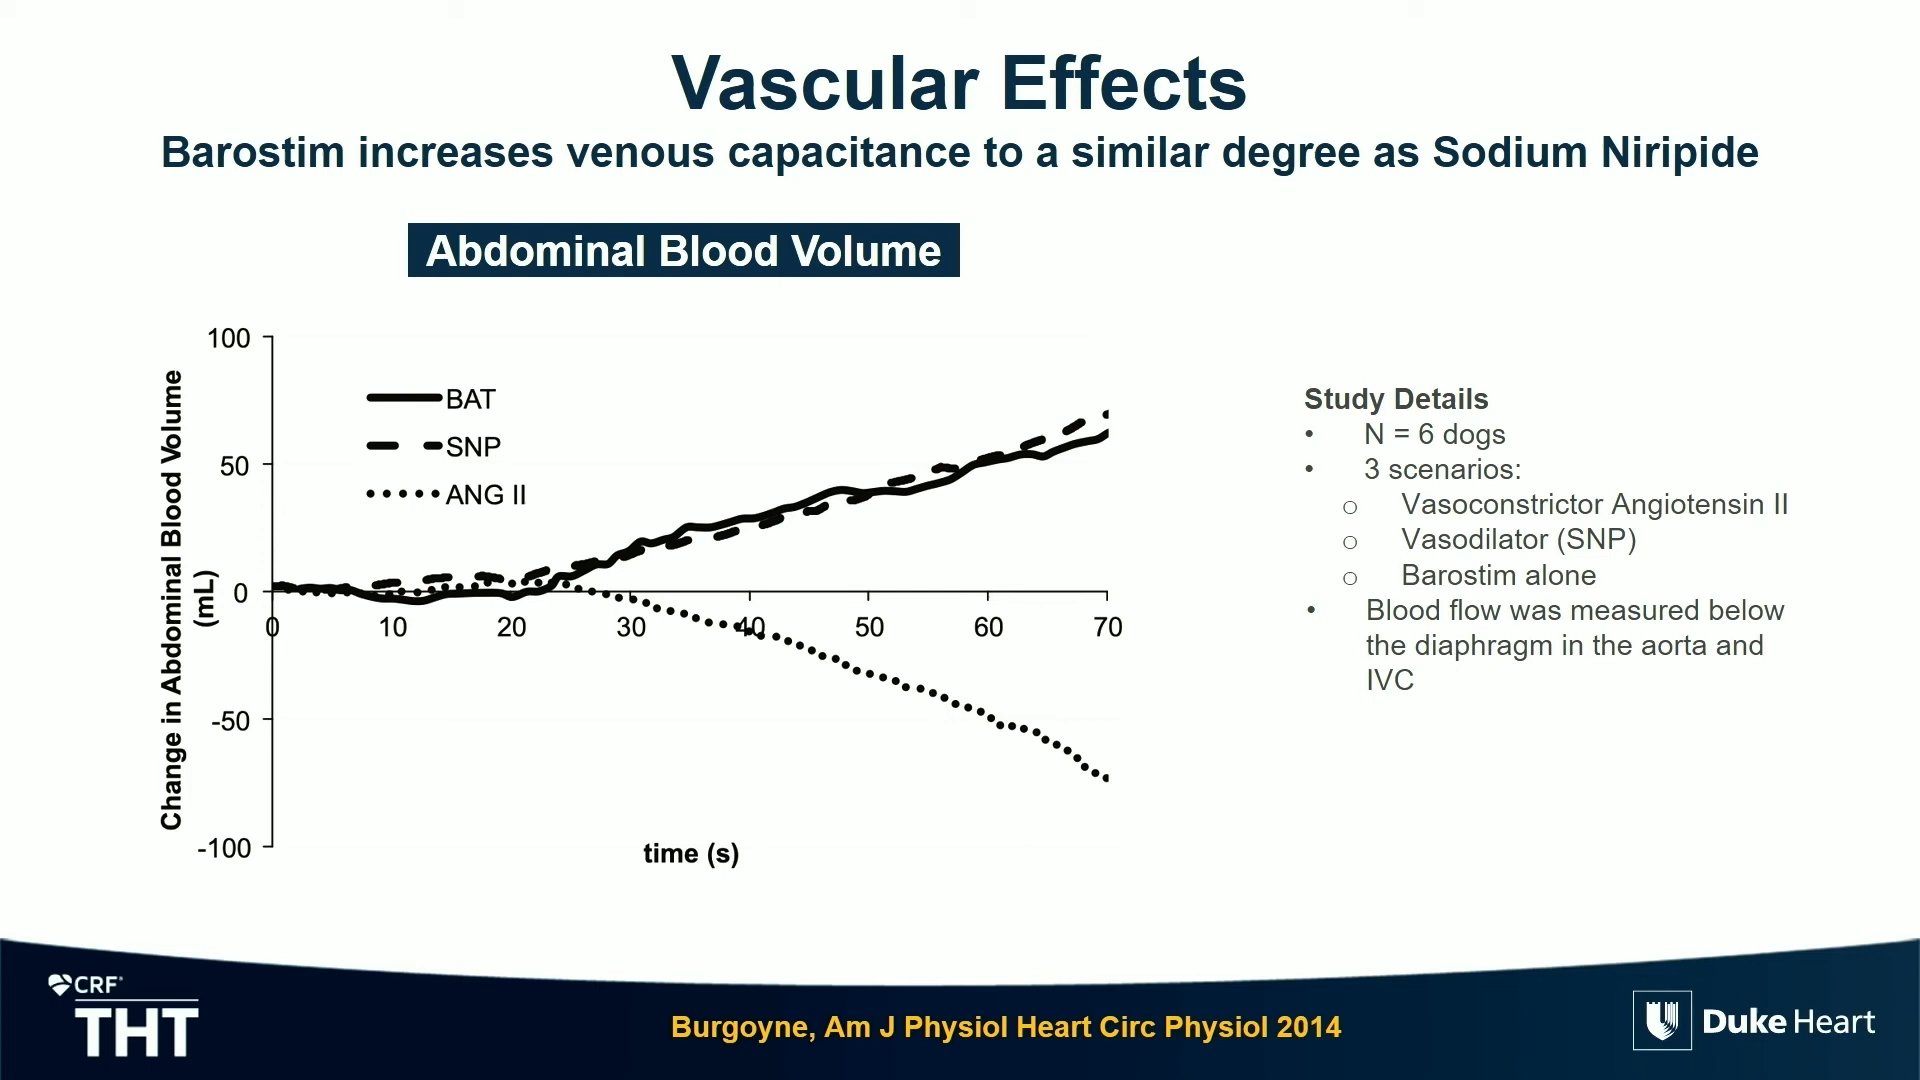 Vascular Effects
Barostim increases venous capacitance to a similar degree as Sodium Niripide
Abdominal Blood Volume
Change in Abdominal Blood Volume
(mL)
100
50
0
-50
-100
BAT
SNP
ANG II
0 10 20 30 40 50 60 70
time (s)
Study Details
• N = 6 dogs
• 3 scenarios:
o Vasoconstrictor Angiotensin II
o Vasodilator (SNP)
o Barostim alone
• Blood flow was measured below
the diaphragm in the aorta and
IVC
CRF®
THT
Burgoyne, Am J Physiol Heart Circ Physiol 2014
Duke Heart